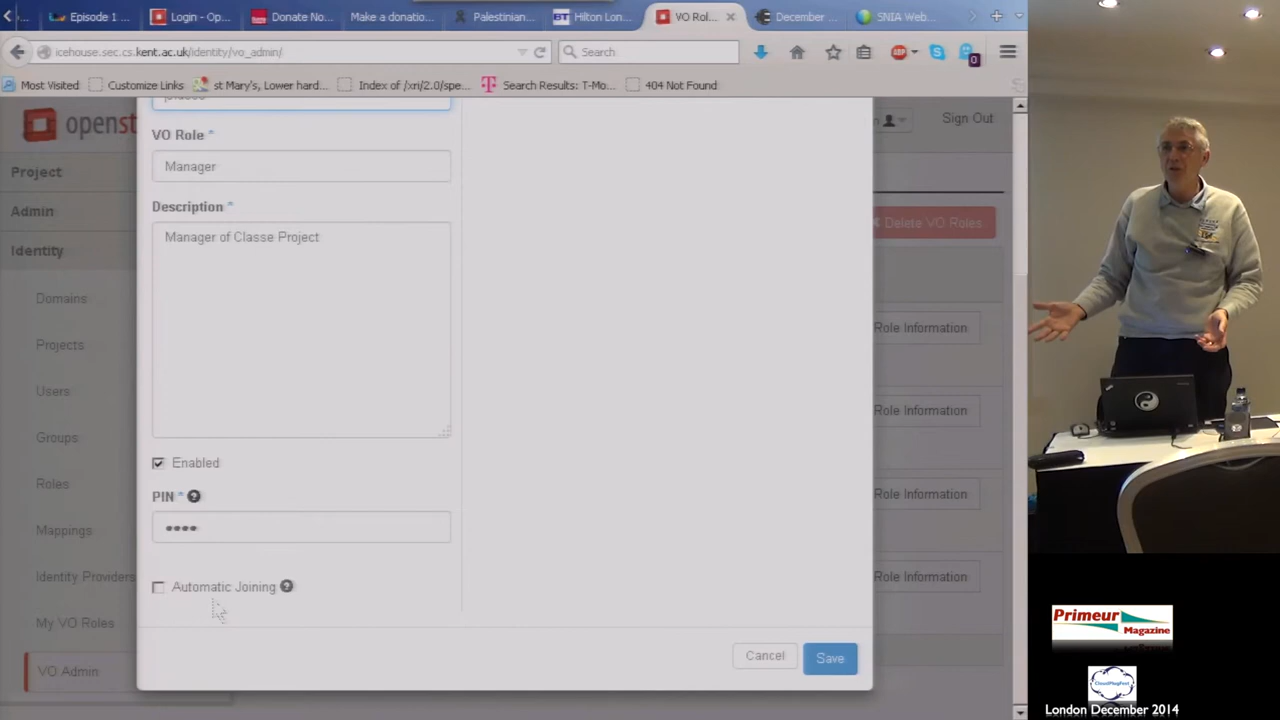 Episode 1:...
Login - Op...
Donate No...
Make a donatio...
Palestinian...
BT
Hilton Lon...
VO Rol...
December ...
SNIA Web...
icehouse.sec.cs.kent.ac.uk/identity/vo_admin/
Search
ABP
0
Most Visited
Customize Links
st Mary's, Lower hard...
Index of /xri/2.0/spe...
Search Results: T-Mo...
404 Not Found
openst
Sign Out
Project
Admin
Identity
Domains
Projects
Users
Groups
Roles
Mappings
Identity Providers
My VO Roles
VO Admin
VO Role *
Manager
Description *
Manager of Classe Project
Enabled
PIN *
Automatic Joining
Cancel
Save
Delete VO Roles
Role Information
Role Information
Role Information
Role Information
Primeur
Magazine
London December 2014